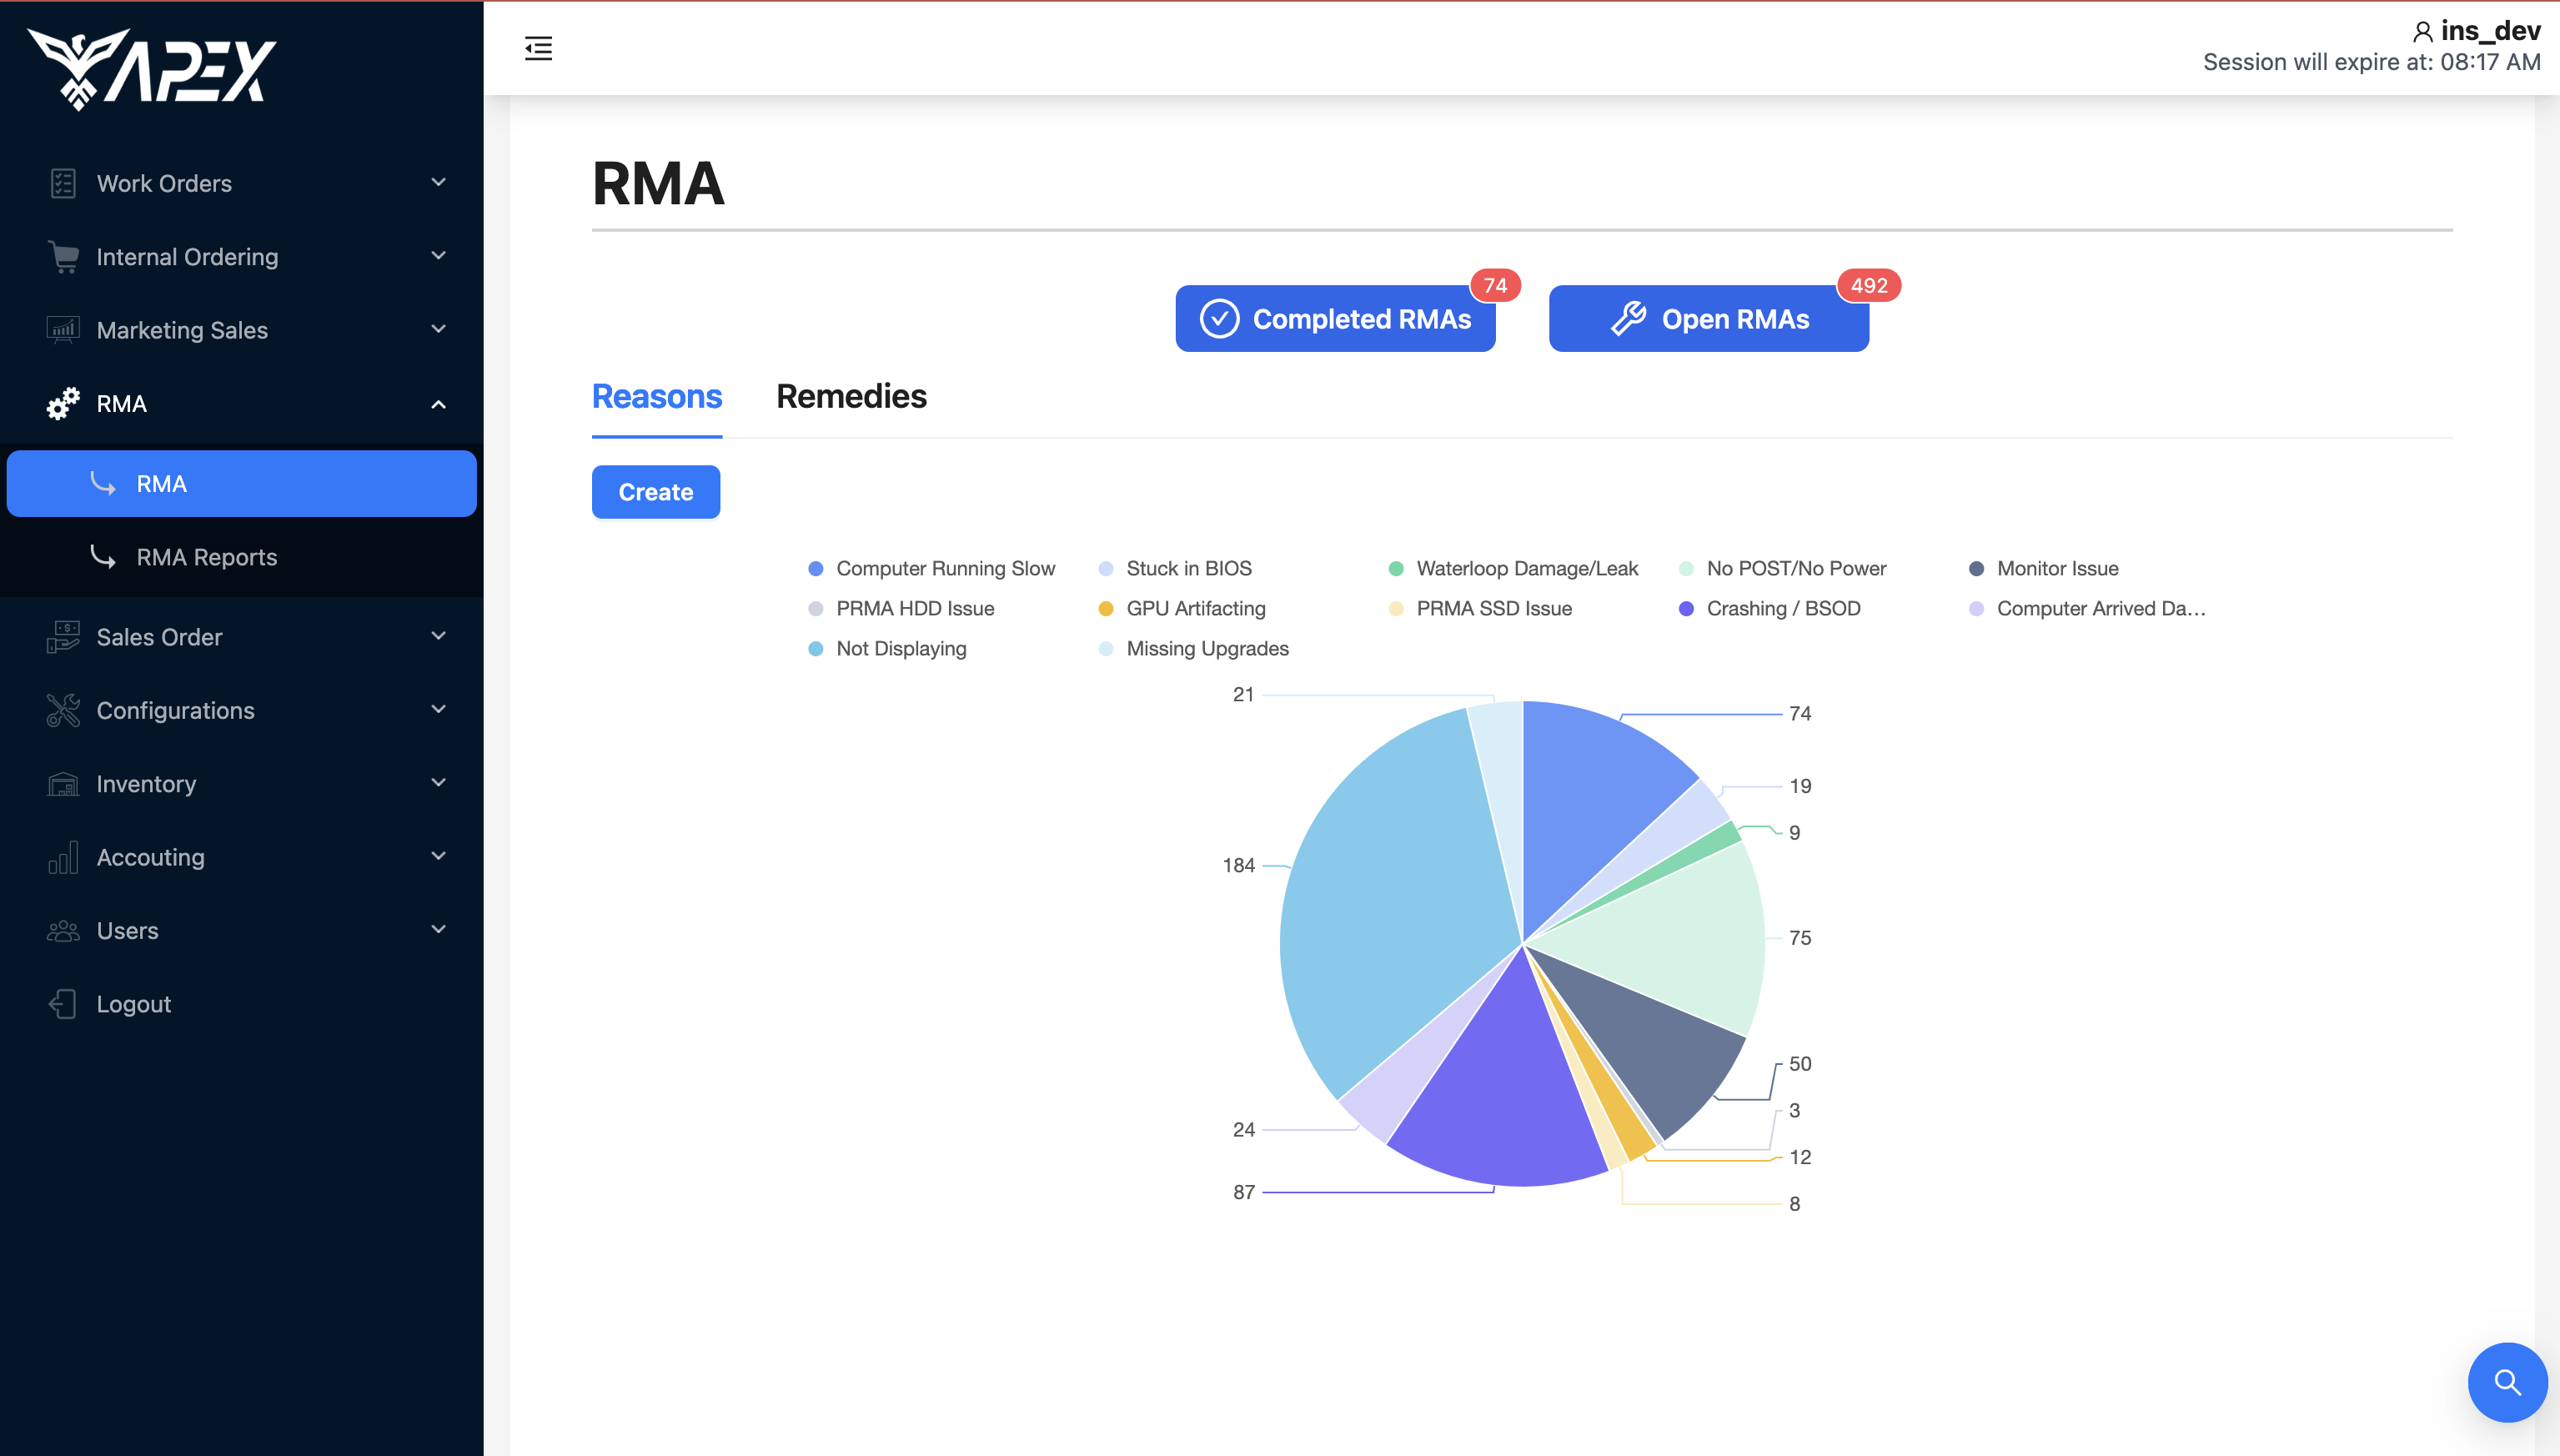 APEX
ins_dev
Session will expire at: 08:17 AM
Work Orders
Internal Ordering
Marketing Sales
RMA
RMA
RMA Reports
Sales Order
Configurations
Inventory
Accouting
Users
Logout
RMA
Completed RMAs 74
Open RMAs 492
Reasons Remedies
Create
Computer Running Slow Stuck in BIOS Waterloop Damage/Leak No POST/No Power Monitor Issue
PRMA HDD Issue GPU Artifacting PRMA SSD Issue Crashing / BSOD Computer Arrived Da...
Not Displaying Missing Upgrades
21
74
19
9
184
75
50
3
24
12
87
8